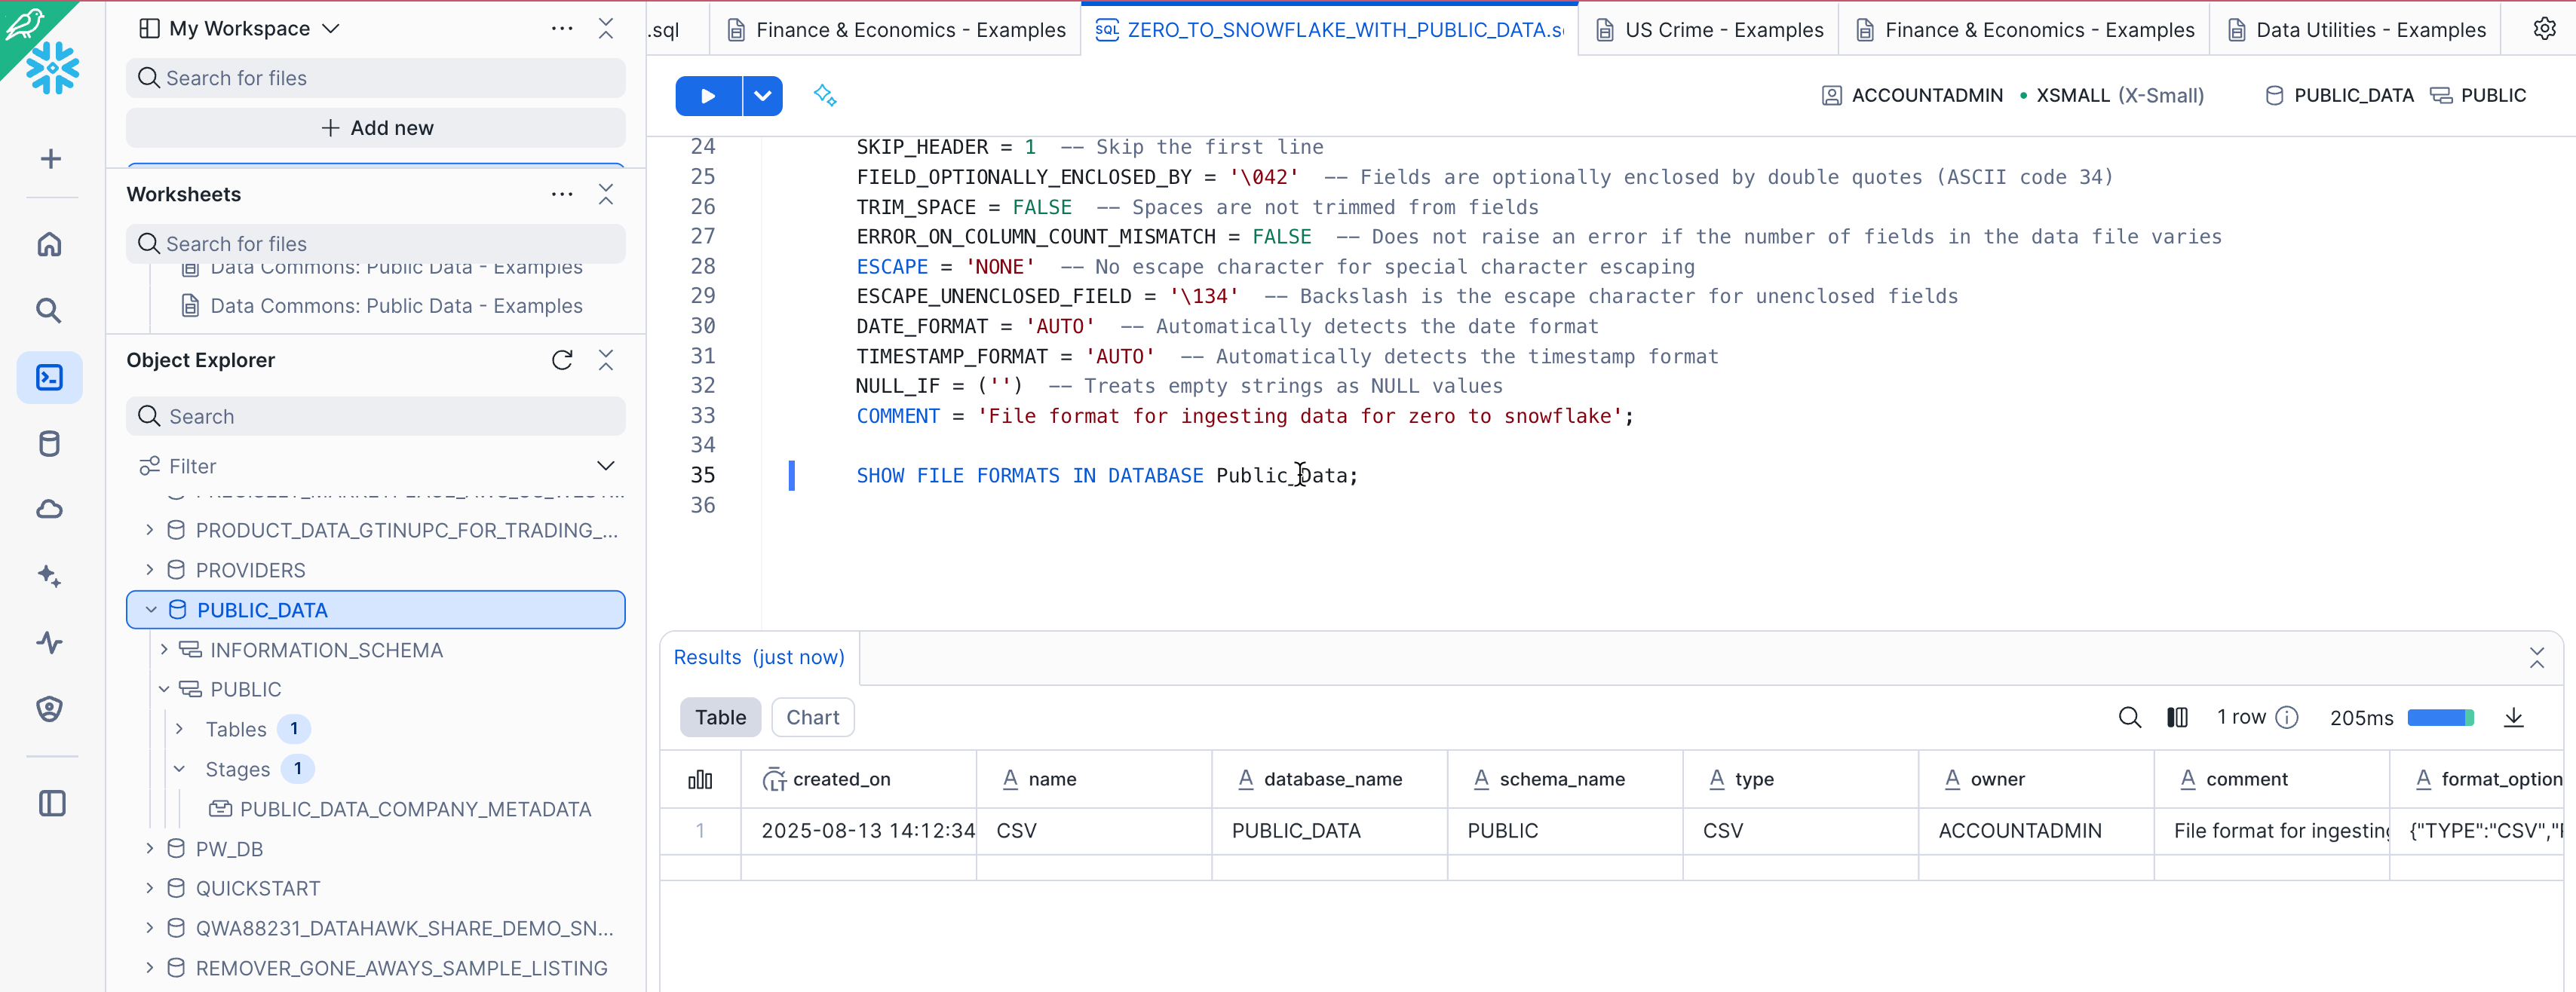 My Workspace
Search for files
Add new
Worksheets
Search for files
Data Commons: Public Data - Examples
Data Commons: Public Data - Examples
Object Explorer
Search
Filter
PRODUCT_DATA_GTINUPC_FOR_TRADING_...
PROVIDERS
PUBLIC_DATA
INFORMATION_SCHEMA
PUBLIC
Tables 1
Stages 1
PUBLIC_DATA_COMPANY_METADATA
PW_DB
QUICKSTART
QWA88231_DATAHAWK_SHARE_DEMO_SN...
REMOVER_GONE_AWAYS_SAMPLE_LISTING
.sql
Finance & Economics - Examples
SQL ZERO_TO_SNOWFLAKE_WITH_PUBLIC_DATA.s
US Crime - Examples
Finance & Economics - Examples
Data Utilities - Examples
ACCOUNTADMIN • XSMALL (X-Small) PUBLIC_DATA PUBLIC
24 SKIP_HEADER = 1 -- Skip the first line
25 FIELD_OPTIONALLY_ENCLOSED_BY = '\042' -- Fields are optionally enclosed by double quotes (ASCII code 34)
26 TRIM_SPACE = FALSE -- Spaces are not trimmed from fields
27 ERROR_ON_COLUMN_COUNT_MISMATCH = FALSE -- Does not raise an error if the number of fields in the data file varies
28 ESCAPE = 'NONE' -- No escape character for special character escaping
29 ESCAPE_UNENCLOSED_FIELD = '\134' -- Backslash is the escape character for unenclosed fields
30 DATE_FORMAT = 'AUTO' -- Automatically detects the date format
31 TIMESTAMP_FORMAT = 'AUTO' -- Automatically detects the timestamp format
32 NULL_IF = ('') -- Treats empty strings as NULL values
33 COMMENT = 'File format for ingesting data for zero to snowflake';
34
35 SHOW FILE FORMATS IN DATABASE Public_Data;
36
Results (just now)
Table Chart
1 row 205ms
created_on name database_name schema_name type owner comment format_option
1 2025-08-13 14:12:34 CSV PUBLIC_DATA PUBLIC CSV ACCOUNTADMIN File format for ingesting {"TYPE":"CSV","